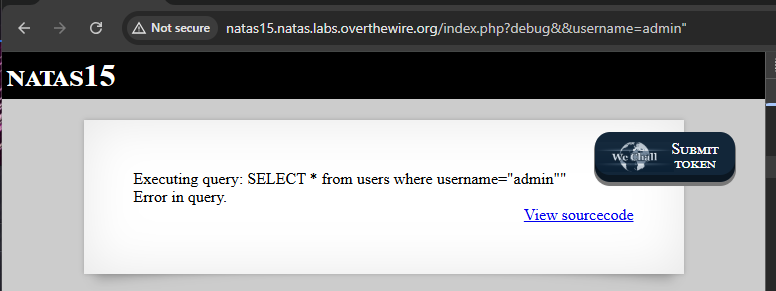 Not secure natas15.natas.labs.overthewire.org/index.php?debug&&username=admin"
NATAS15
We Chall
SUBMIT
TOKEN
Executing query: SELECT * from users where username="admin""
Error in query.
View sourcecode